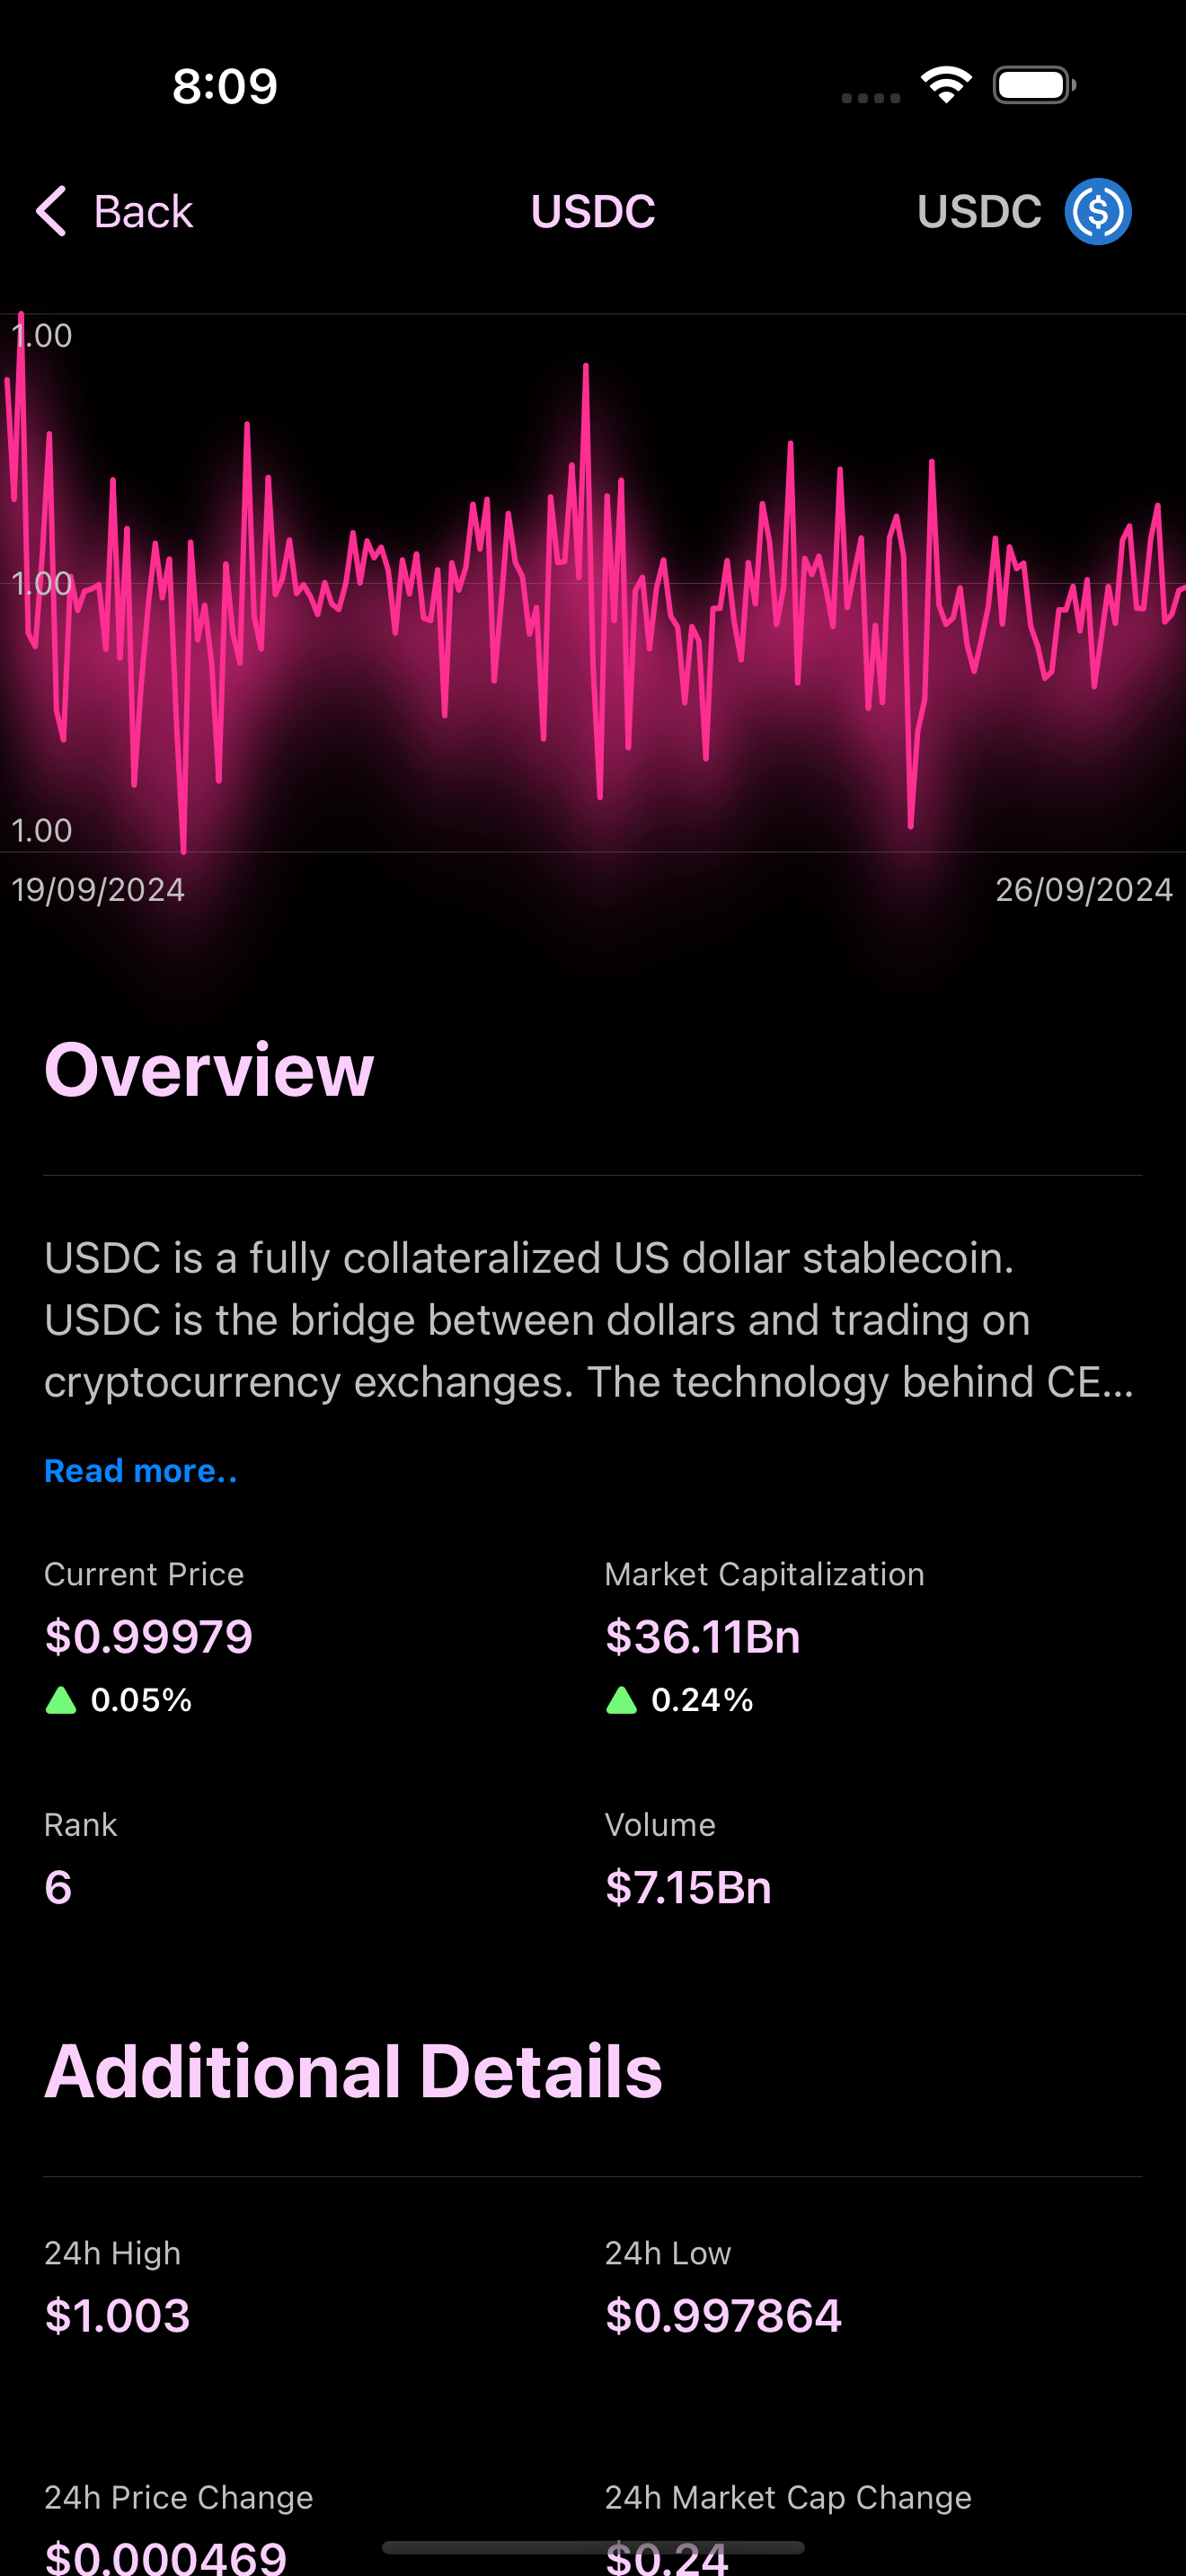 8:09
Back
USDC
USDC
1.00
1.00
1.00
19/09/2024
26/09/2024
Overview
USDC is a fully collateralized US dollar stablecoin.
USDC is the bridge between dollars and trading on
cryptocurrency exchanges. The technology behind CE...
Read more..
Current Price
Market Capitalization
$0.99979
$36.11Bn
0.05%
0.24%
Rank
Volume
6
$7.15Bn
Additional Details
24h High
24h Low
$1.003
$0.997864
24h Price Change
24h Market Cap Change
$0.000469
$0.24